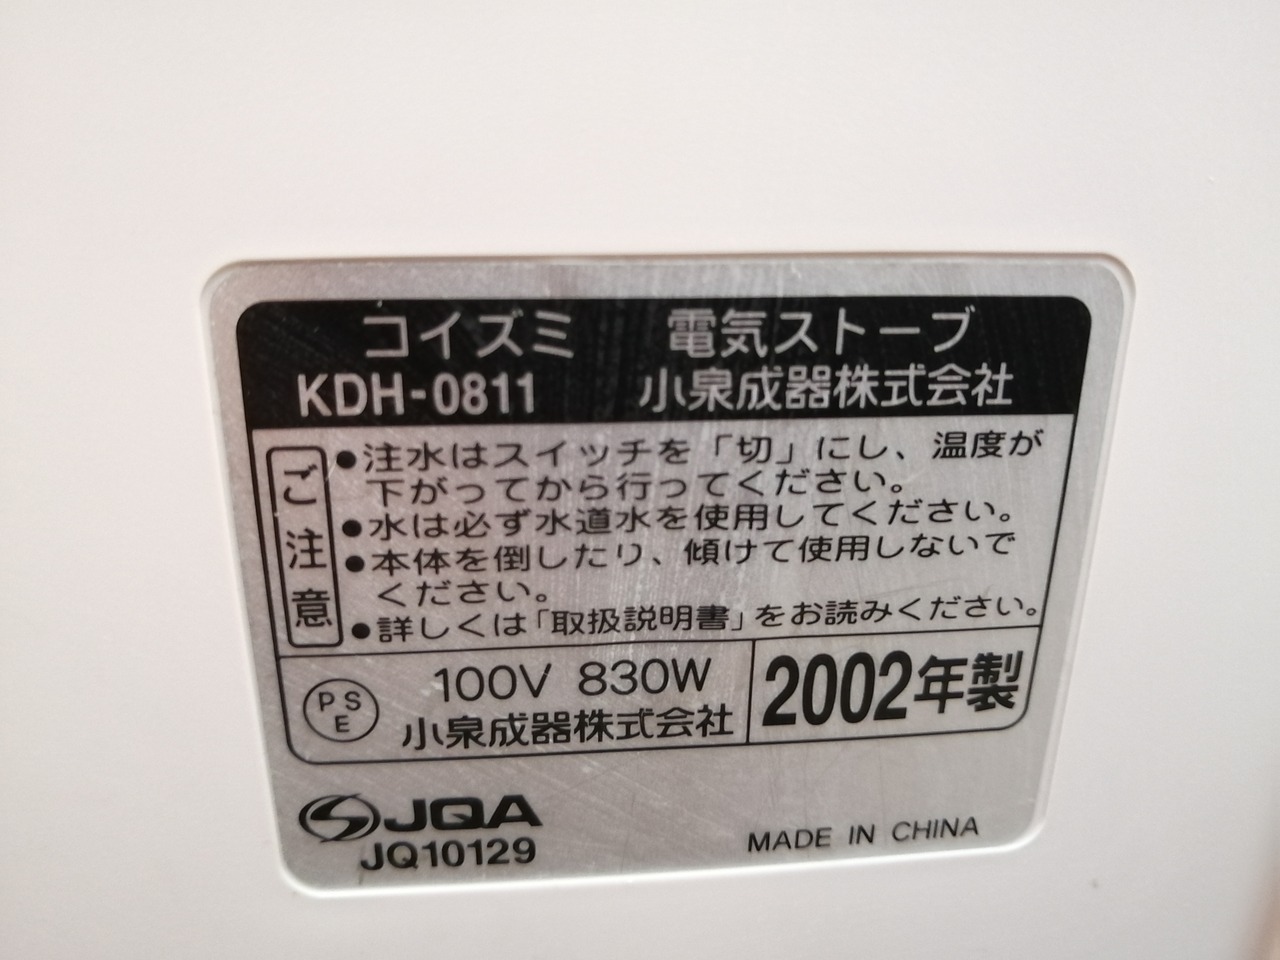 コイズミ 電気ストーブ
KDH-0811 小泉成器株式会社
ご注意
●注水はスイッチを「切」にし、温度が
下がってから行ってください。
●水は必ず水道水を使用してください。
●本体を倒したり、傾けて使用しないで
ください。
●詳しくは「取扱説明書」をお読みください。
PSE
100V 830W
小泉成器株式会社
2002年製
JQA
JQ10129
MADE IN CHINA